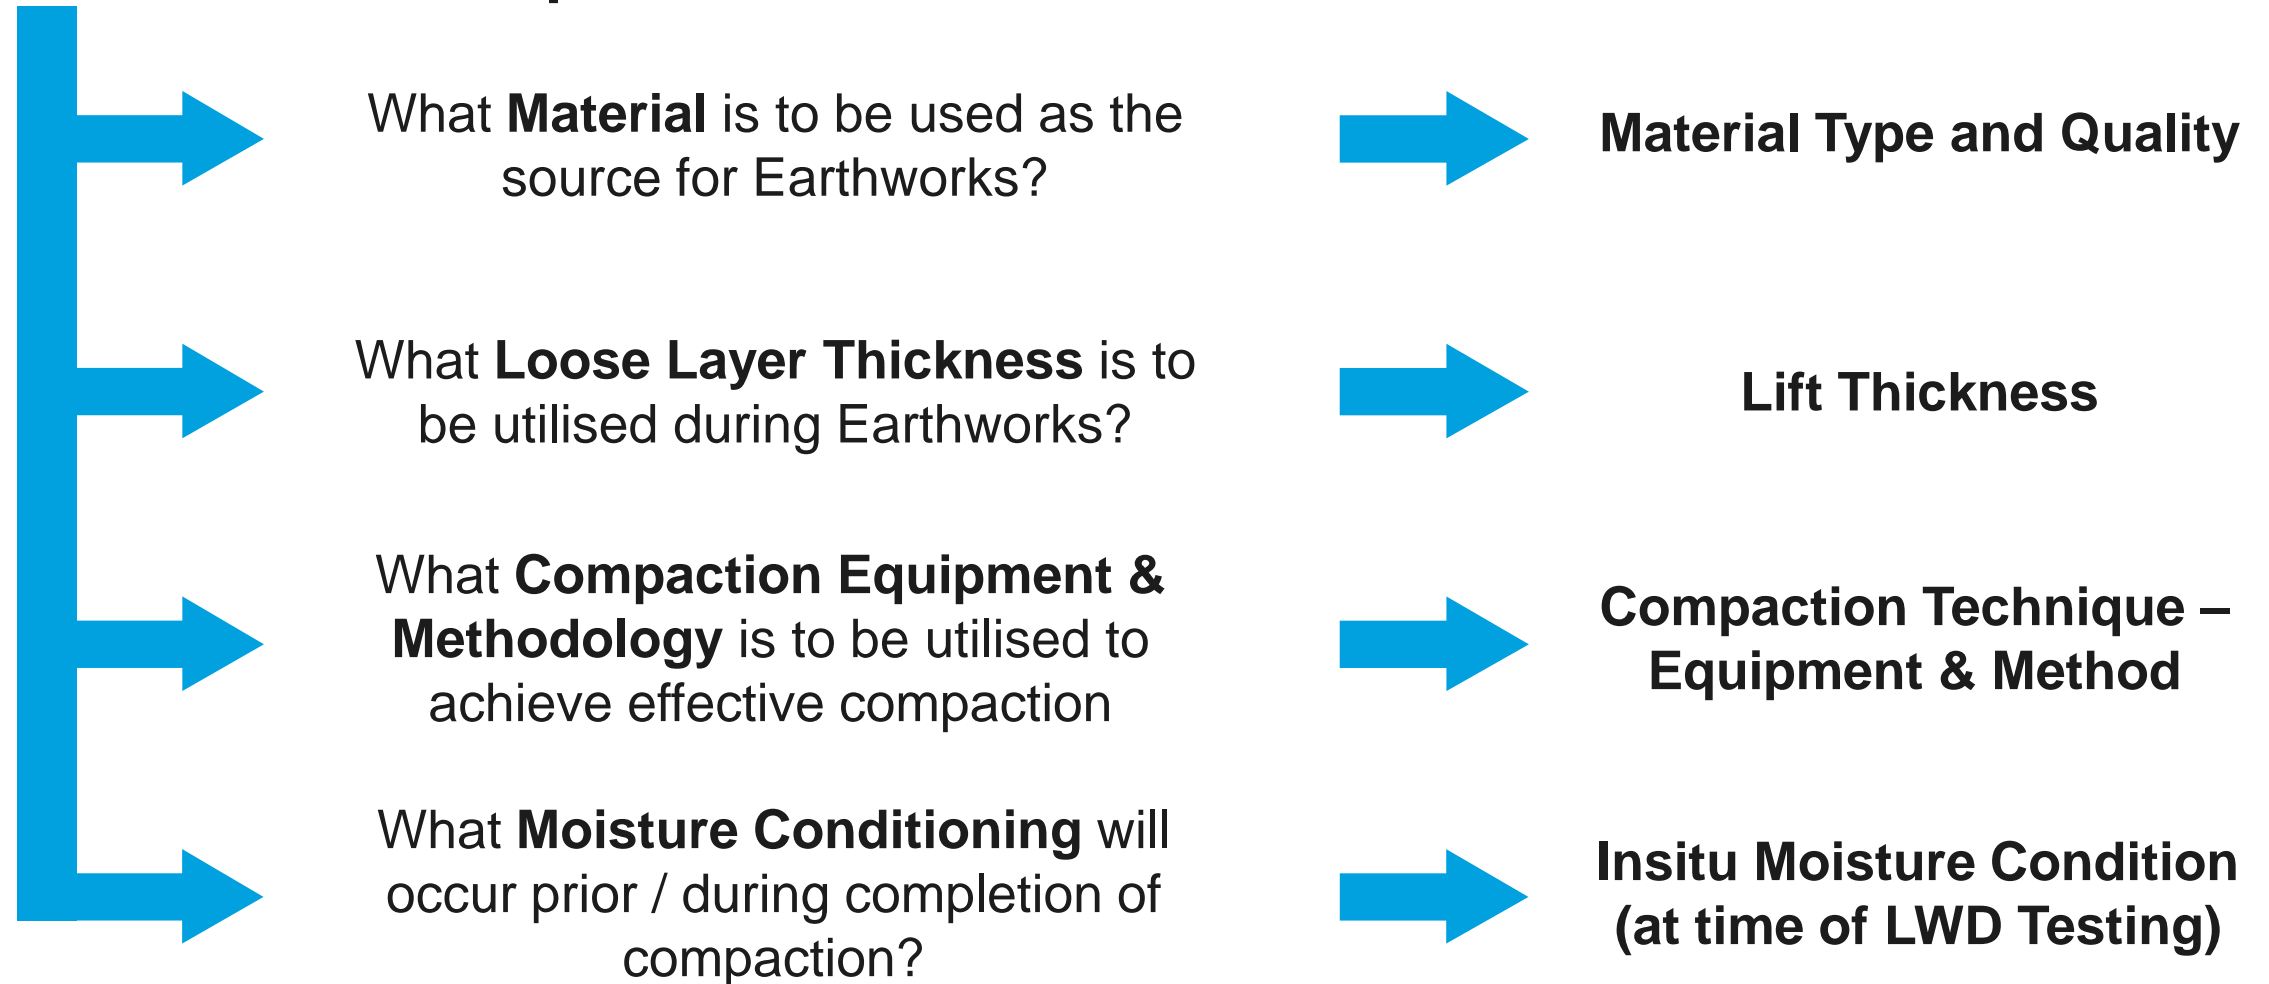 What Material is to be used as the
source for Earthworks?
Material Type and Quality
What Loose Layer Thickness is to
be utilised during Earthworks?
Lift Thickness
What Compaction Equipment &
Methodology is to be utilised to
achieve effective compaction
Compaction Technique –
Equipment & Method
What Moisture Conditioning will
occur prior / during completion of
compaction?
Insitu Moisture Condition
(at time of LWD Testing)